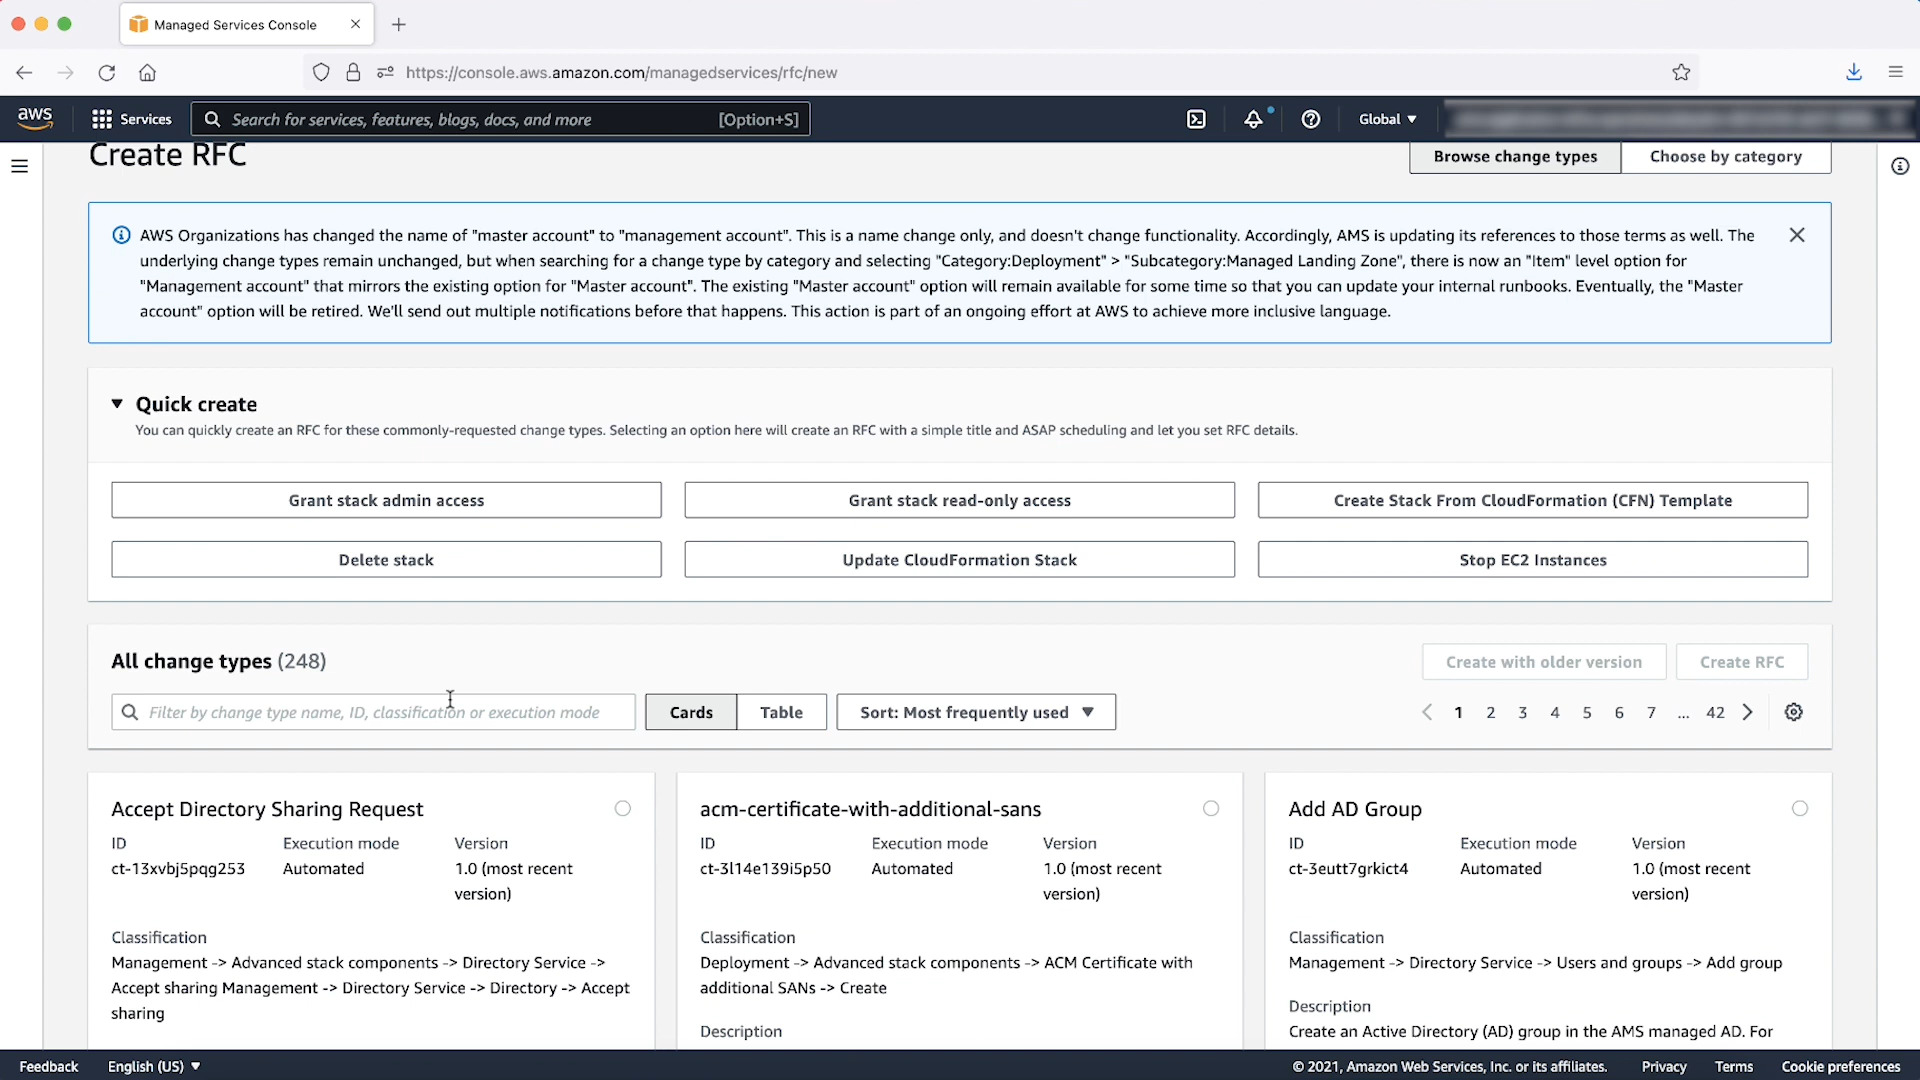 Managed Services Console
https://console.aws.amazon.com/managedservices/rfc/new
aws
Services
Search for services, features, blogs, docs, and more
[Option+S]
Global
Create RFC
Browse change types
Choose by category
AWS Organizations has changed the name of "master account" to "management account". This is a name change only, and doesn't change functionality. Accordingly, AMS is updating its references to those terms as well. The
underlying change types remain unchanged, but when searching for a change type by category and selecting "Category:Deployment" > "Subcategory:Managed Landing Zone", there is now an "Item" level option for
"Management account" that mirrors the existing option for "Master account". The existing "Master account" option will remain available for some time so that you can update your internal runbooks. Eventually, the "Master
account" option will be retired. We'll send out multiple notifications before that happens. This action is part of an ongoing effort at AWS to achieve more inclusive language.
Quick create
You can quickly create an RFC for these commonly-requested change types. Selecting an option here will create an RFC with a simple title and ASAP scheduling and let you set RFC details.
Grant stack admin access
Grant stack read-only access
Create Stack From CloudFormation (CFN) Template
Delete stack
Update CloudFormation Stack
Stop EC2 Instances
All change types (248)
Create with older version
Create RFC
Filter by change type name, ID, classification or execution mode
Cards
Table
Sort: Most frequently used
1 2 3 4 5 6 7 ... 42
Accept Directory Sharing Request
ID
Execution mode
Version
ct-13xvbj5pqg253
Automated
1.0 (most recent
version)
Classification
Management -> Advanced stack components -> Directory Service ->
Accept sharing Management -> Directory Service -> Directory -> Accept
sharing
acm-certificate-with-additional-sans
ID
Execution mode
Version
ct-3l14e139i5p50
Automated
1.0 (most recent
version)
Classification
Deployment -> Advanced stack components -> ACM Certificate with
additional SANs -> Create
Description
Add AD Group
ID
Execution mode
Version
ct-3eutt7grkict4
Automated
1.0 (most recent
version)
Classification
Management -> Directory Service -> Users and groups -> Add group
Description
Create an Active Directory (AD) group in the AMS managed AD. For
Feedback
English (US)
© 2021, Amazon Web Services, Inc. or its affiliates.
Privacy
Terms
Cookie preferences